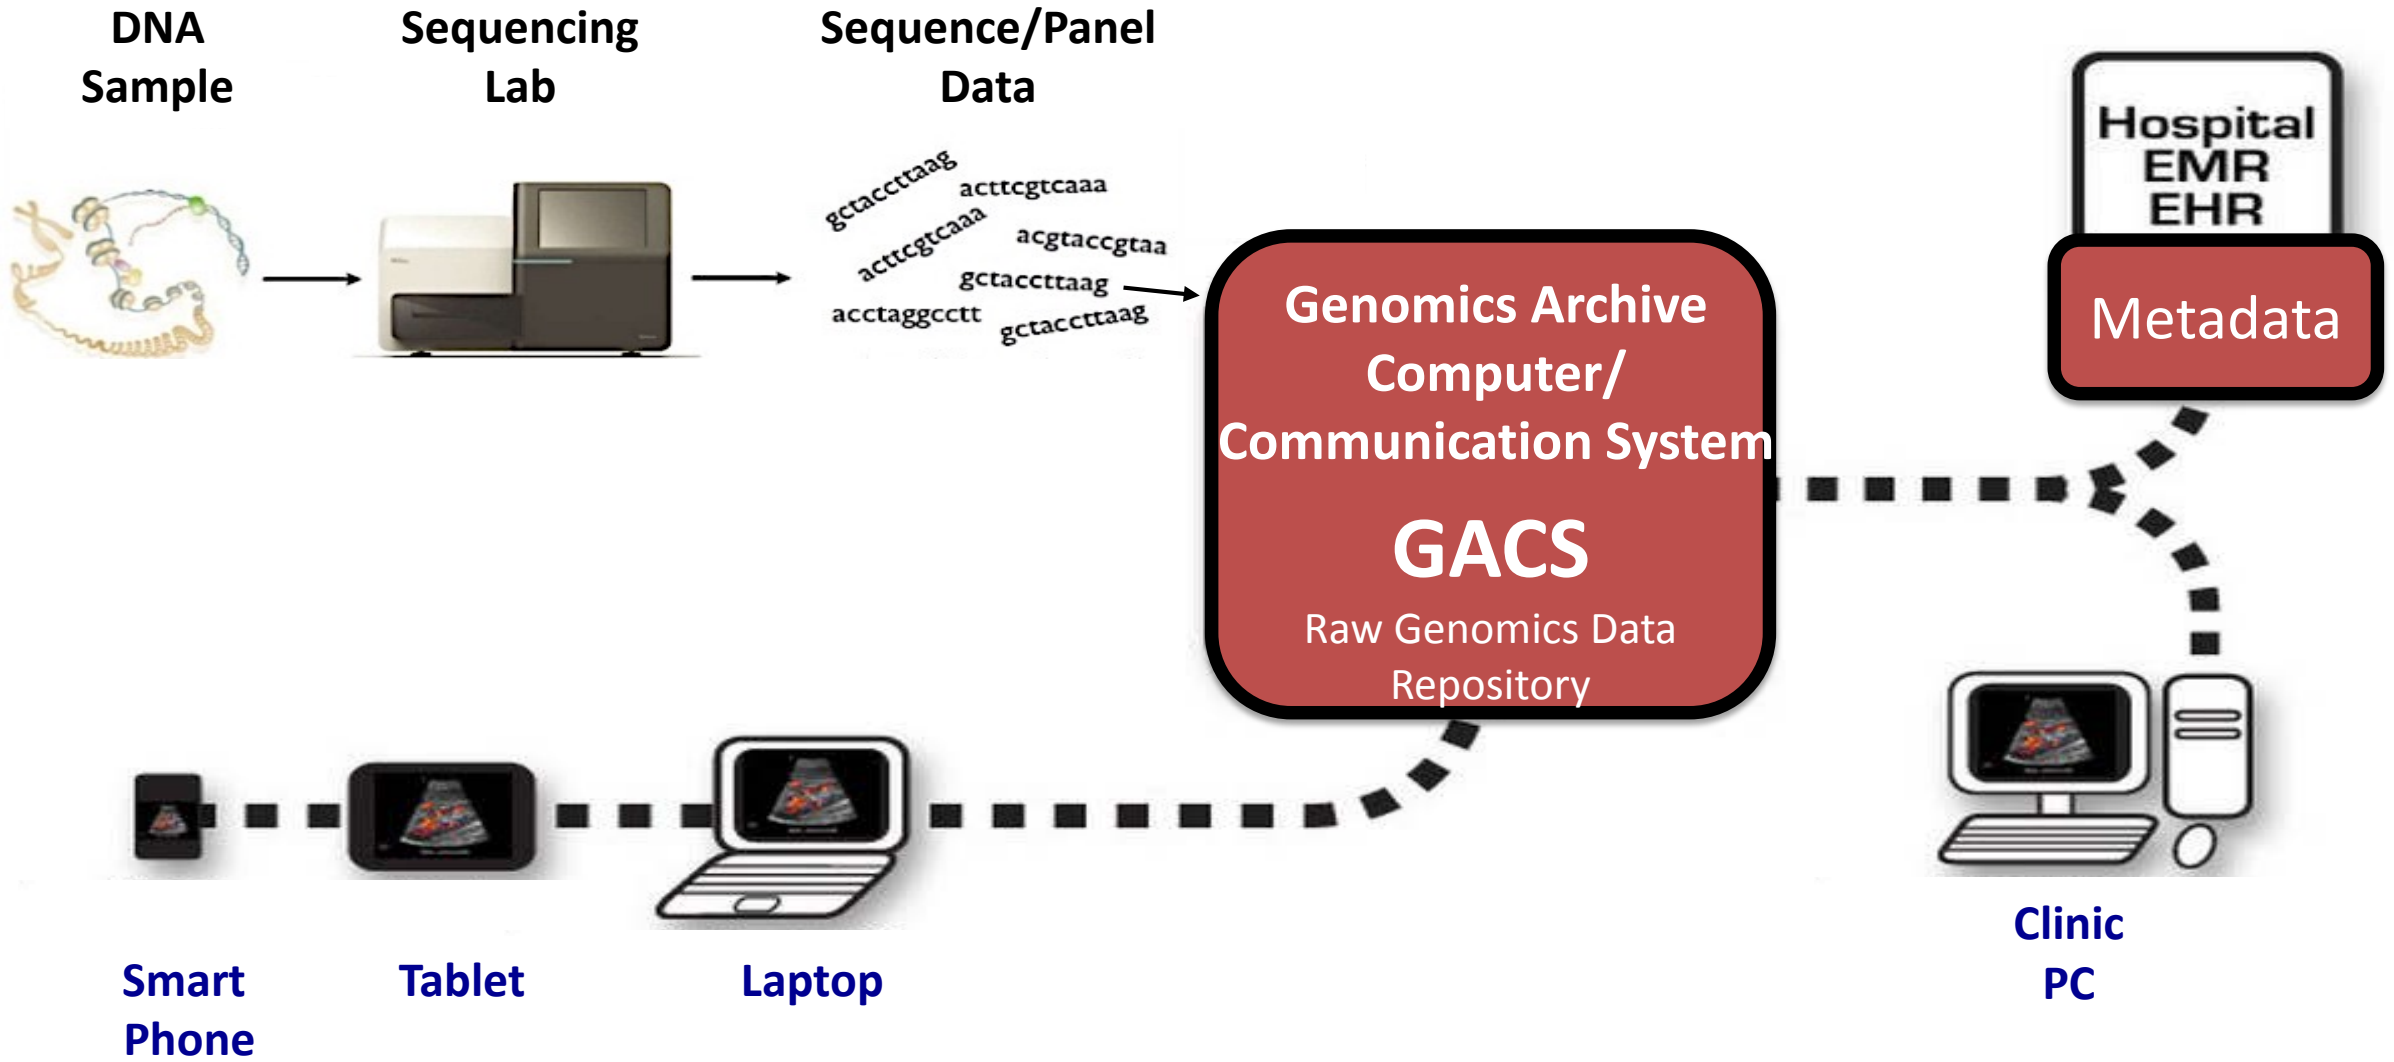 DNA
Sample
Sequencing
Lab
Sequence/Panel
Data
gctaccttaag
acttcgtcaaa
acttcgtcaaa
acgtaccgtaa
gctaccttaag
acctaggcctt
gctaccttaag
Genomics Archive
Computer/
Communication System
GACS
Raw Genomics Data
Repository
Hospital
EMR
EHR
Metadata
Smart
Phone
Tablet
Laptop
Clinic
PC